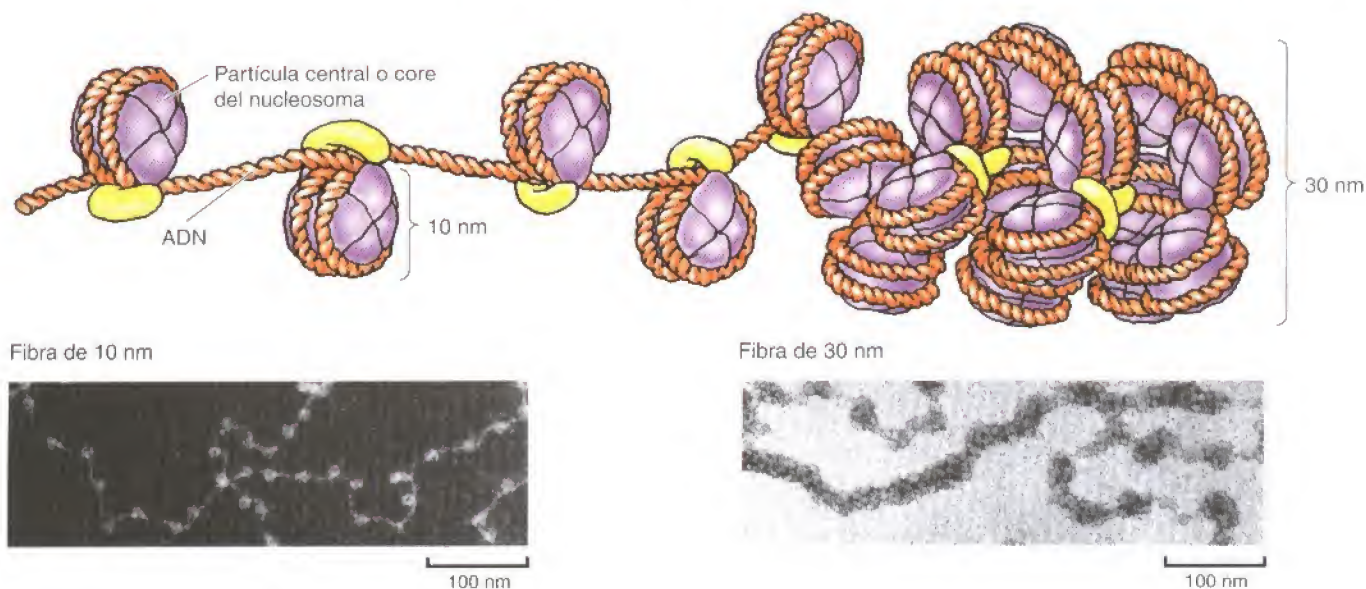 Partícula central o core
del nucleosoma
ADN
10 nm
30 nm
Fibra de 10 nm
Fibra de 30 nm
100 nm
100 nm